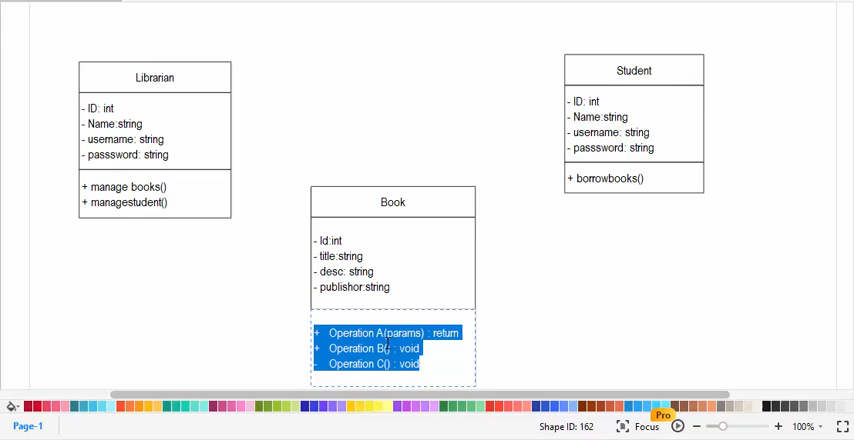 Librarian
- ID: int
- Name:string
- username: string
- passsword: string
+ manage books()
+ managestudent()
Student
- ID: int
- Name:string
- username: string
- passsword: string
+ borrowbooks()
Book
- Id:int
- title:string
- desc: string
- publishor:string
+ Operation A(params) : return
+ Operation B() : void
- Operation C() : void
Page-1
Shape ID: 162
Focus
Pro
100%